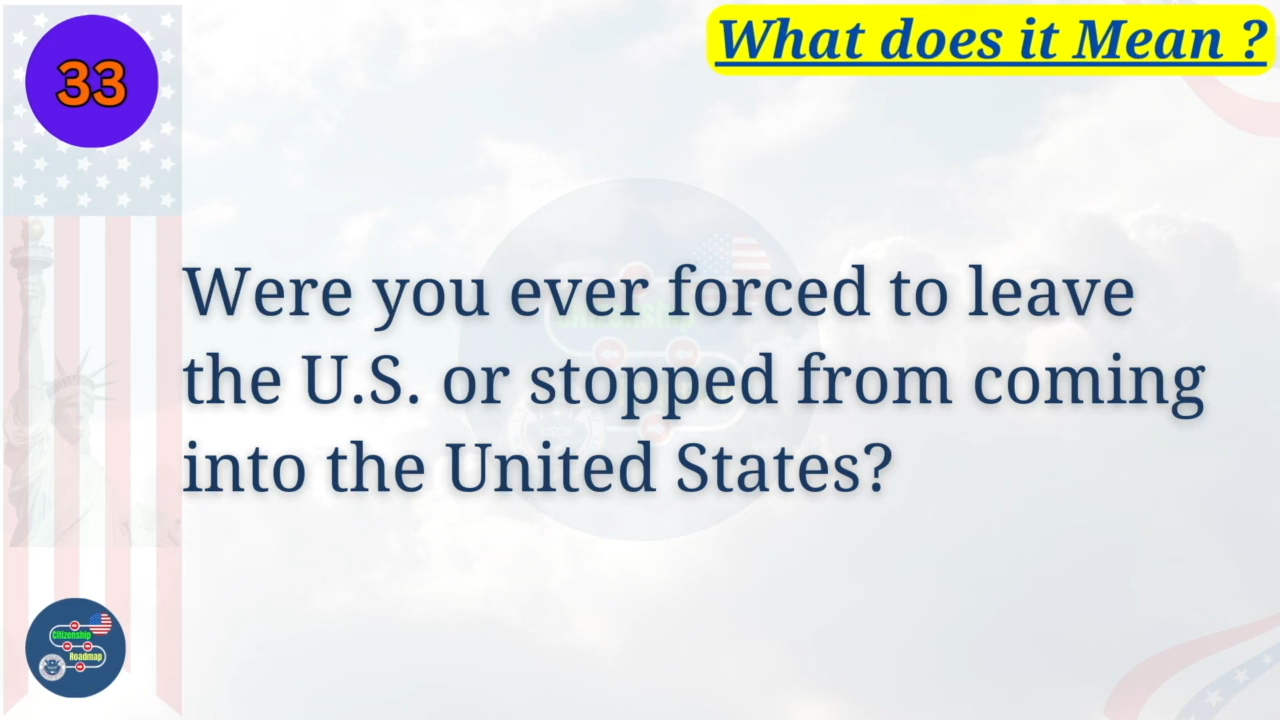 33
What does it Mean ?
Were you ever forced to leave
the U.S. or stopped from coming
into the United States?
Citizenship
Roadmap